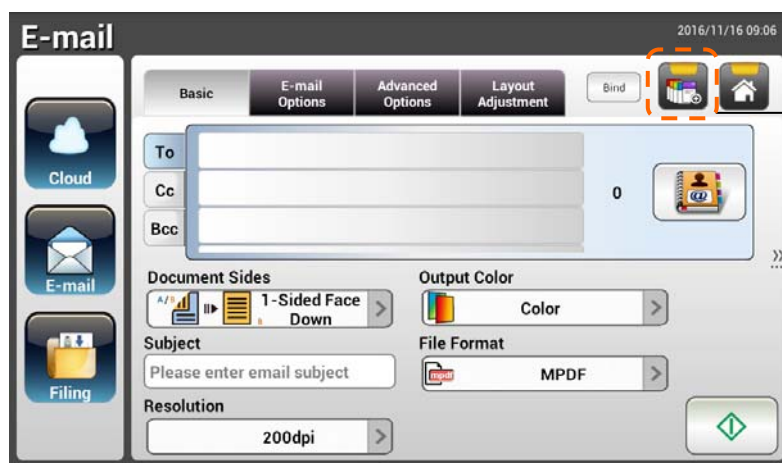 E-mail
2016/11/16 09:06
Basic
E-mail
Options
Advanced
Options
Layout
Adjustment
Bind
To
Cc
Bcc
0
@
Cloud
E-mail
Filing
Document Sides
Output Color
A/B
1-Sided Face
Down
Color
Subject
File Format
Please enter email subject
mpdf
MPDF
Resolution
200dpi